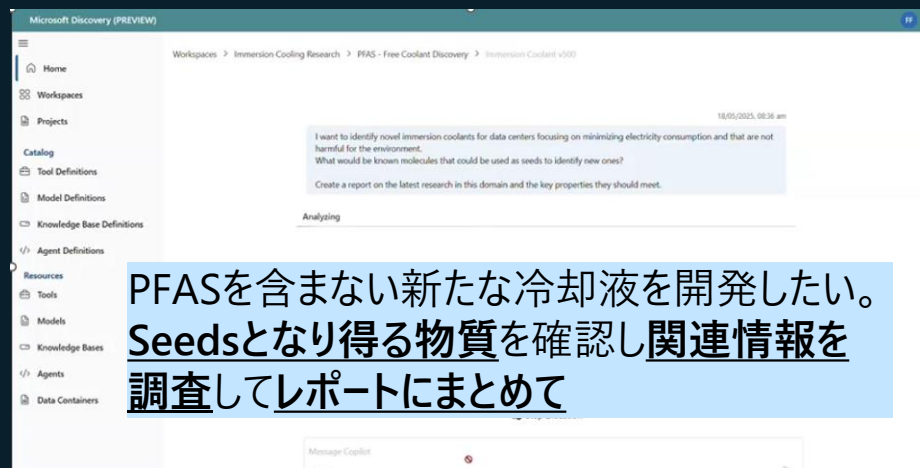 Microsoft Discovery (PREVIEW)
FF
Workspaces > Immersion Cooling Research > PFAS - Free Coolant Discovery > Immersion Coolant v500
Home
Workspaces
Projects
Catalog
Tool Definitions
Model Definitions
Knowledge Base Definitions
Agent Definitions
Resources
Tools
Models
Knowledge Bases
Agents
Data Containers
18/05/2025, 08:36 am
I want to identify novel immersion coolants for data centers focusing on minimizing electricity consumption and that are not
harmful for the environment.
What would be known molecules that could be used as seeds to identify new ones?
Create a report on the latest research in this domain and the key properties they should meet.
Analyzing
PFASを含まない新たな冷却液を開発したい。
Seedsとなり得る物質を確認し関連情報を
調査してレポートにまとめて
Message Copilot